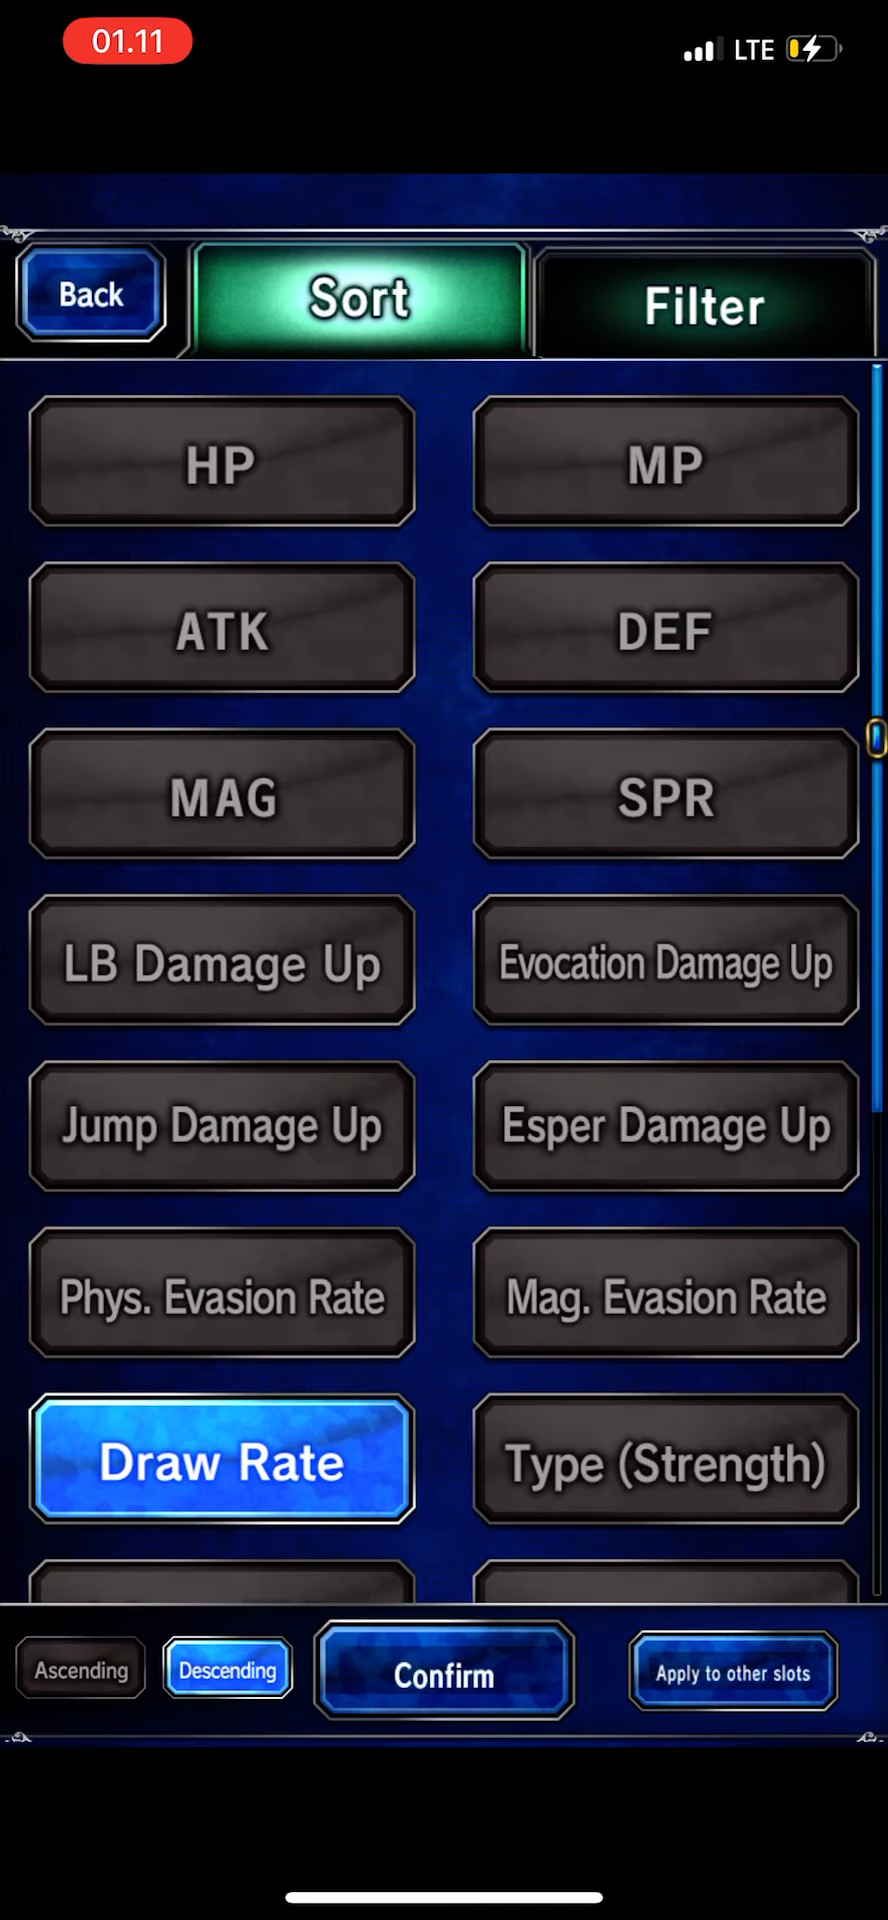 01.11
LTE
Back
Sort
Filter
HP
MP
ATK
DEF
MAG
SPR
LB Damage Up
Evocation Damage Up
Jump Damage Up
Esper Damage Up
Phys. Evasion Rate
Mag. Evasion Rate
Draw Rate
Type (Strength)
Ascending
Descending
Confirm
Apply to other slots